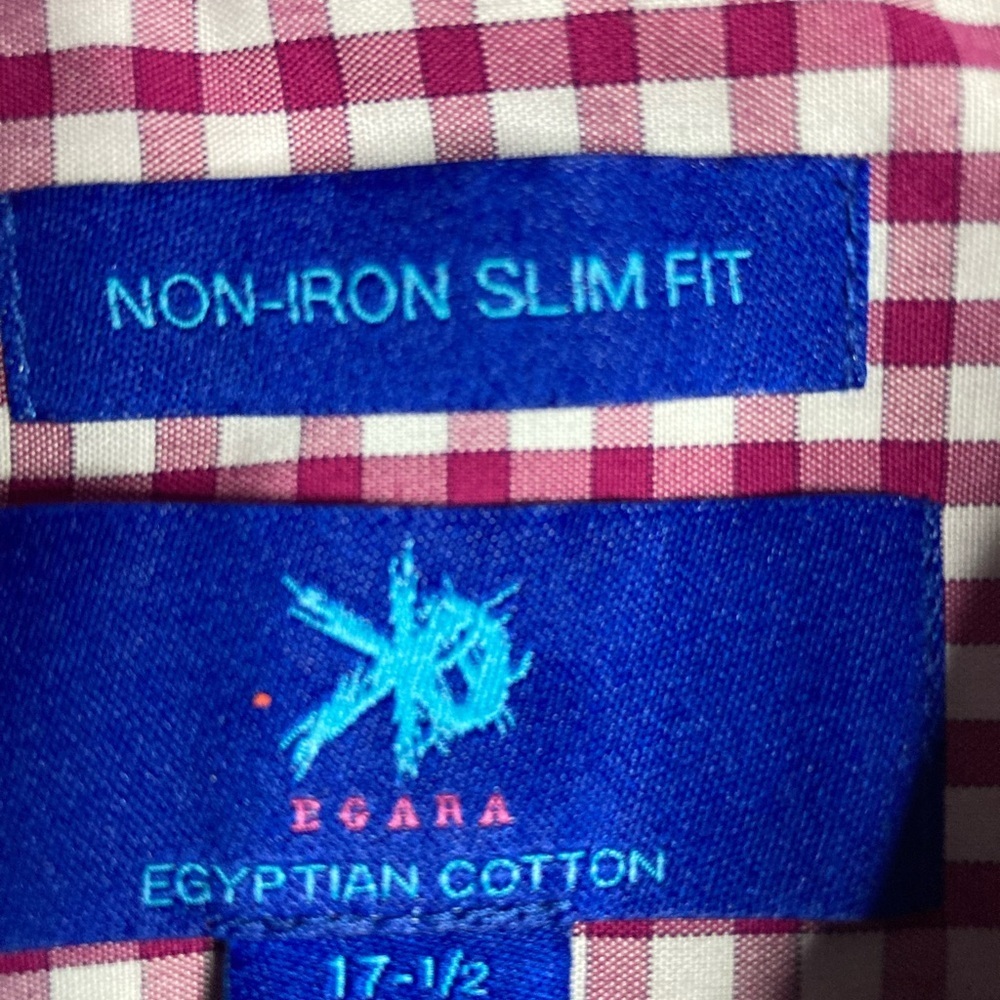 NON-IRON SLIM FIT
EGARA
EGYPTIAN COTTON
17-1/2